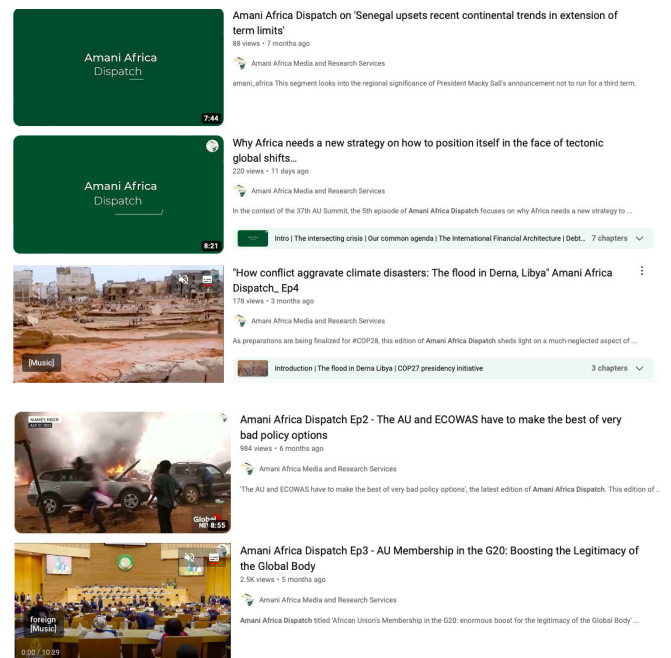 Amani Africa
Dispatch
7:44
Amani Africa Dispatch on 'Senegal upsets recent continental trends in extension of
term limits'
88 views • 7 months ago
Amani Africa Media and Research Services
amani_africa This segment looks into the regional significance of President Macky Sall's announcement not to run for a third term.
Amani Africa
Dispatch
8:21
Why Africa needs a new strategy on how to position itself in the face of tectonic
global shifts...
220 views • 11 days ago
Amani Africa Media and Research Services
In the context of the 37th AU Summit, the 5th episode of Amani Africa Dispatch focuses on why Africa needs a new strategy to ...
Intro | The intersecting crisis | Our common agenda | The International Financial Architecture | Debt... 7 chapters
[Music]
"How conflict aggravate climate disasters: The flood in Derna, Libya" Amani Africa
Dispatch_ Ep4
178 views • 3 months ago
Amani Africa Media and Research Services
As preparations are being finalized for #COP28, this edition of Amani Africa Dispatch sheds light on a much-neglected aspect of ...
Introduction | The flood in Derna Libya | COP27 presidency initiative 3 chapters
NIAMEY, NIGER
JULY 27, 2023
Global
NEWS
8:55
Amani Africa Dispatch Ep2 - The AU and ECOWAS have to make the best of very
bad policy options
984 views • 6 months ago
Amani Africa Media and Research Services
'The AU and ECOWAS have to make the best of very bad policy options', the latest edition of Amani Africa Dispatch. This edition of ..
foreign
[Music]
0:00 / 10:29
Amani Africa Dispatch Ep3 - AU Membership in the G20: Boosting the Legitimacy of
the Global Body
2.5K views • 5 months ago
Amani Africa Media and Research Services
Amani Africa Dispatch titled 'African Union's Membership in the G20: enormous boost for the legitimacy of the Global Body' ...